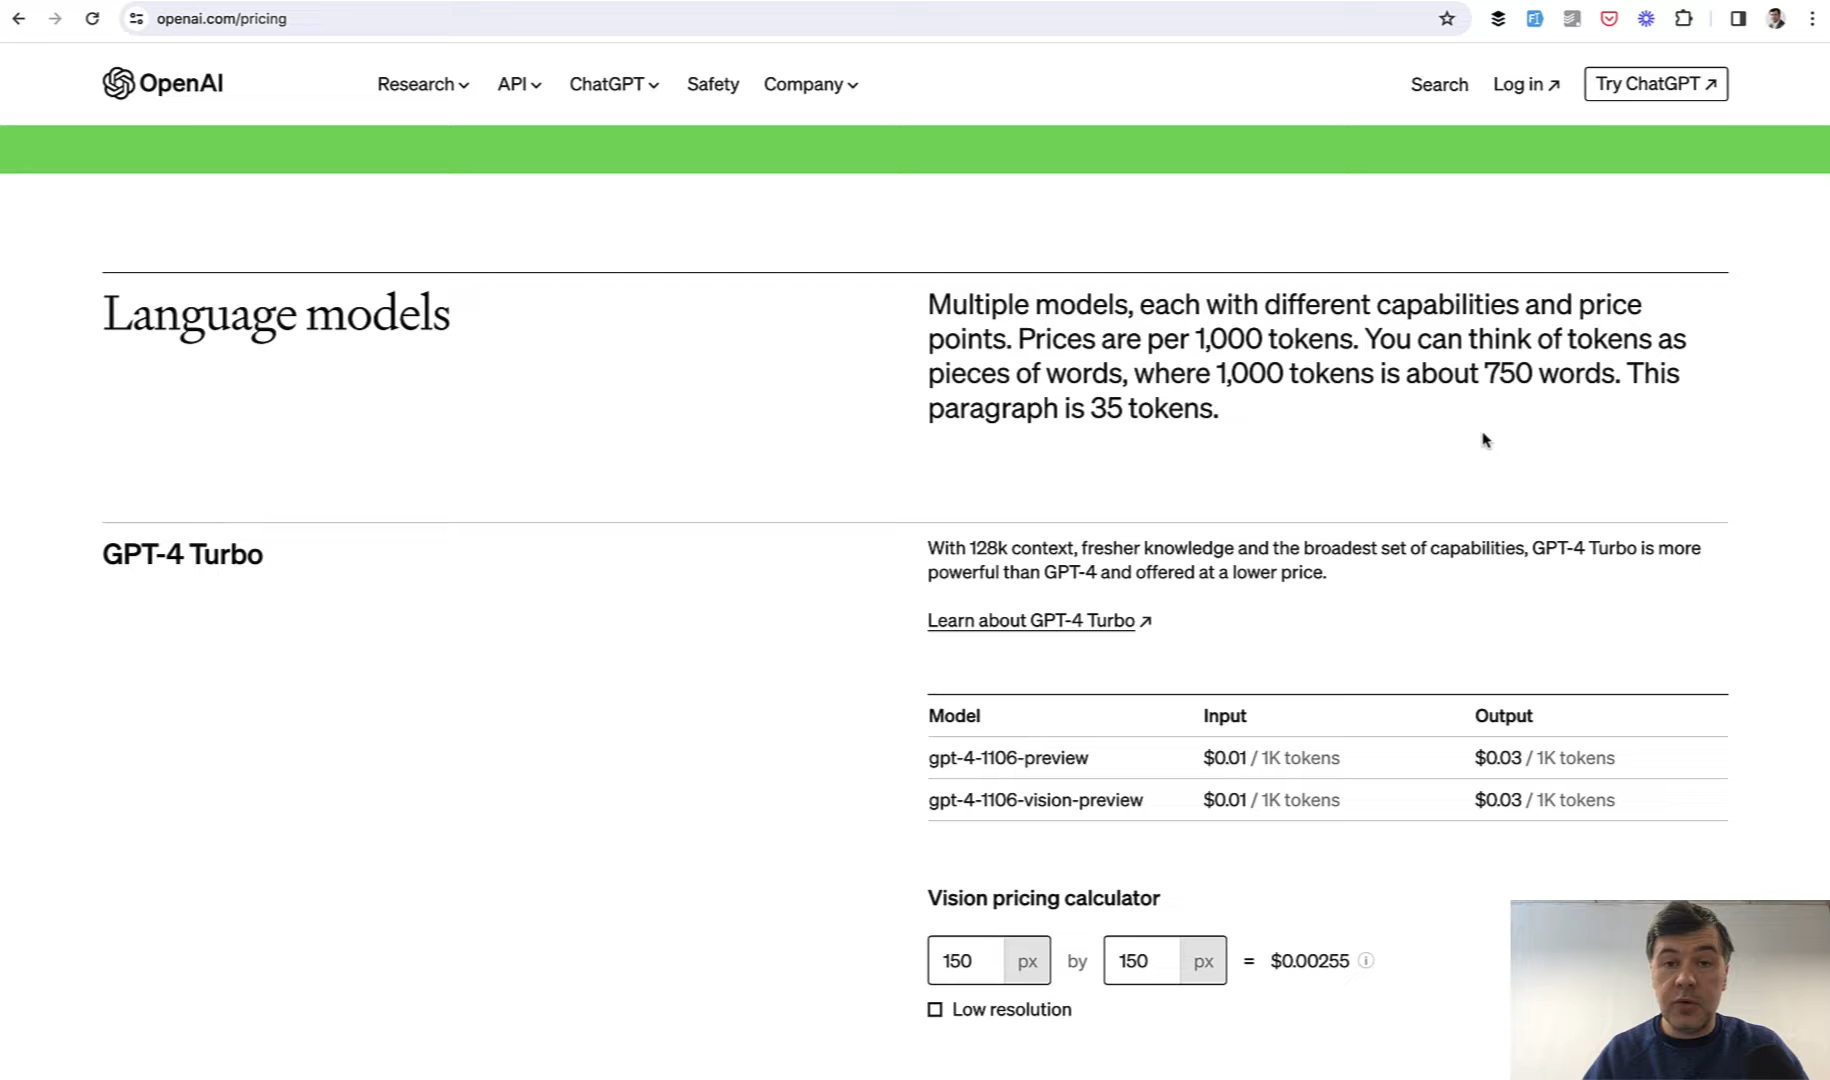 openai.com/pricing
OpenAI
Research
API
ChatGPT
Safety
Company
Search
Log in ↗
Try ChatGPT ↗
Language models
Multiple models, each with different capabilities and price
points. Prices are per 1,000 tokens. You can think of tokens as
pieces of words, where 1,000 tokens is about 750 words. This
paragraph is 35 tokens.
GPT-4 Turbo
With 128k context, fresher knowledge and the broadest set of capabilities, GPT-4 Turbo is more
powerful than GPT-4 and offered at a lower price.
Learn about GPT-4 Turbo ↗
Model Input Output
gpt-4-1106-preview $0.01 / 1K tokens $0.03 / 1K tokens
gpt-4-1106-vision-preview $0.01 / 1K tokens $0.03 / 1K tokens
Vision pricing calculator
150 px by 150 px = $0.00255
Low resolution